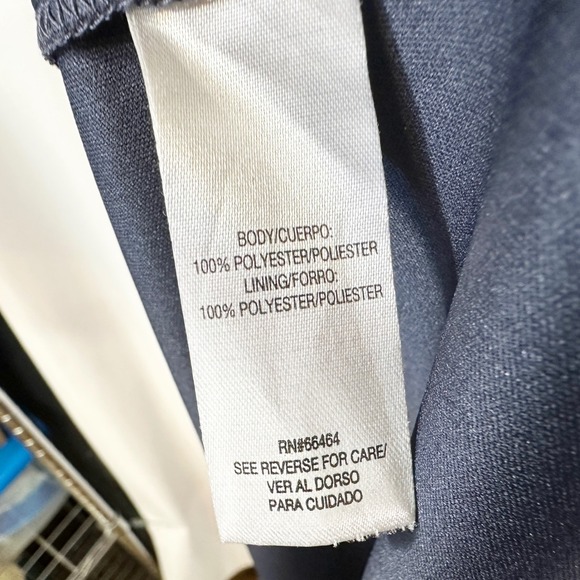 BODY/CUERPO:
100% POLYESTER/POLIESTER
LINING/FORRO:
100% POLYESTER/POLIESTER
RN#66464
SEE REVERSE FOR CARE/
VER AL DORSO
PARA CUIDADO